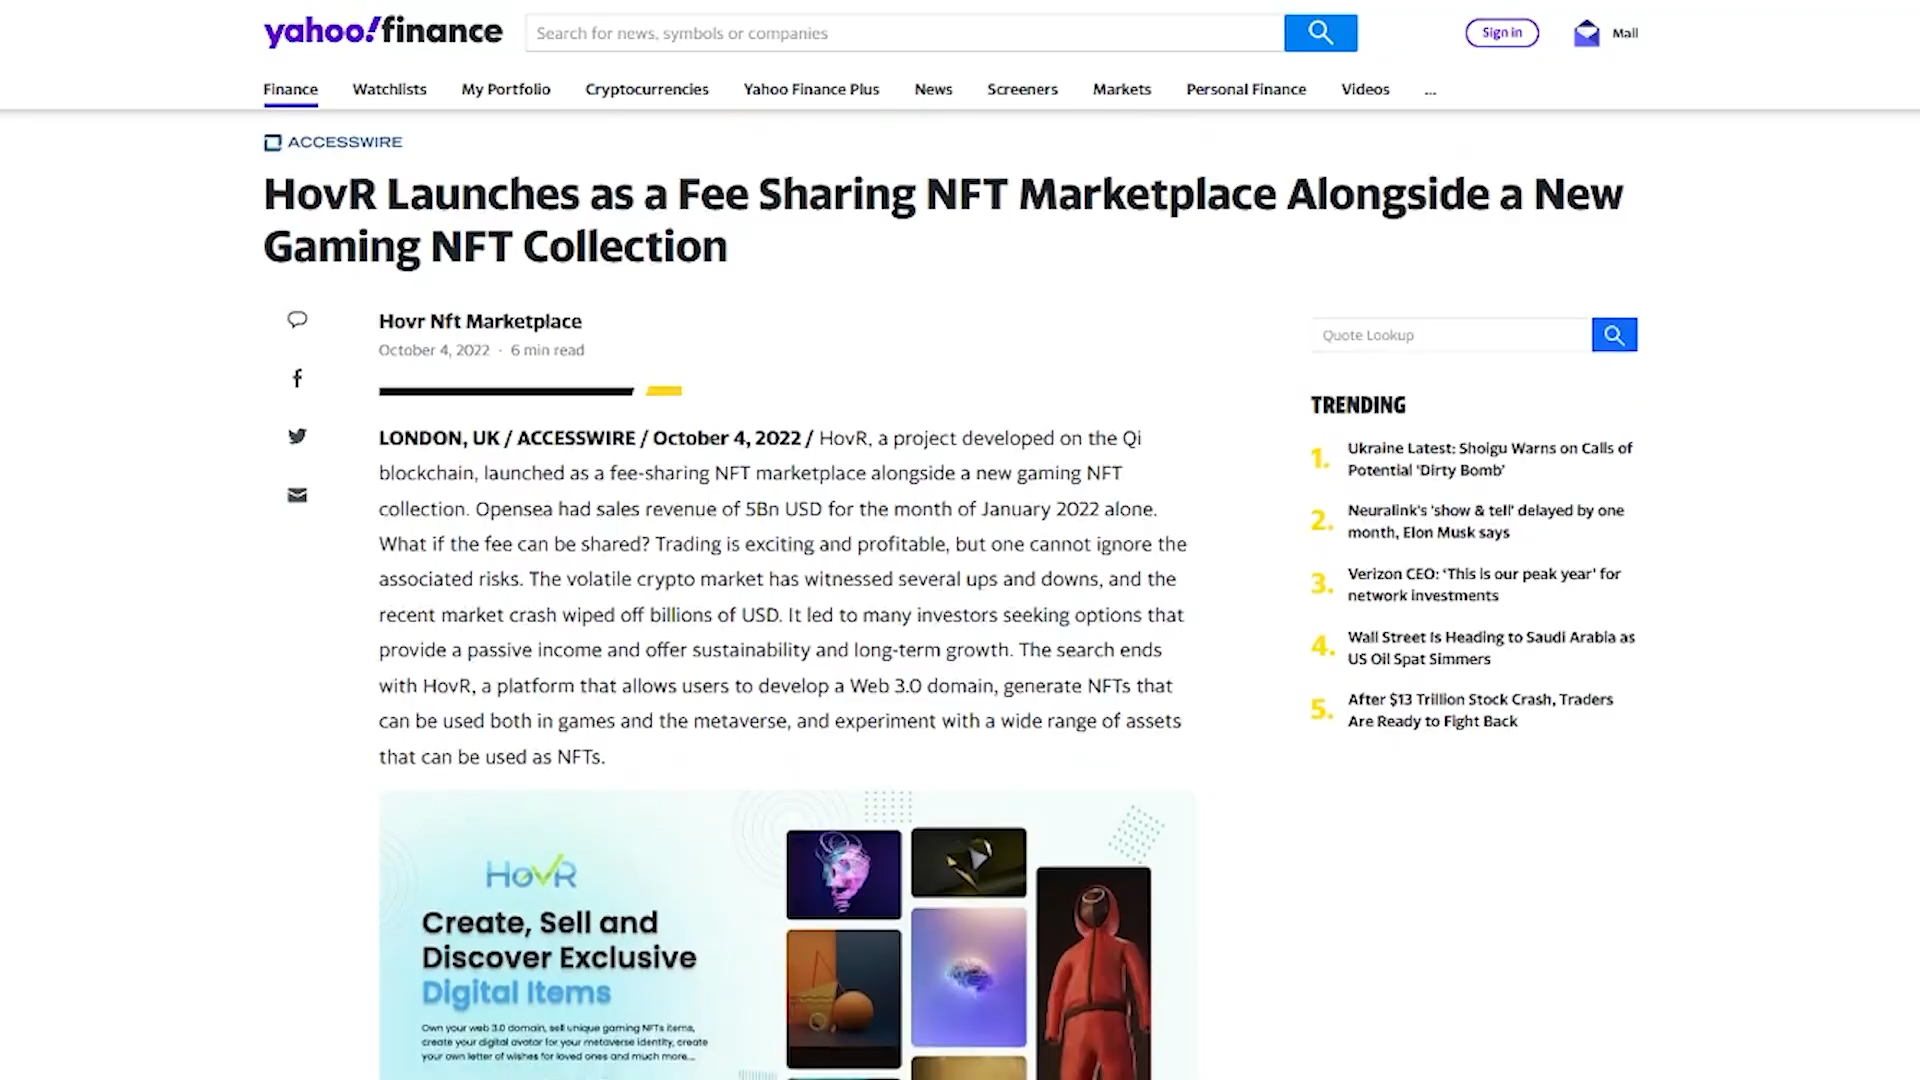 yahoo!finance
Search for news, symbols or companies
Sign in
Mail
Finance Watchlists My Portfolio Cryptocurrencies Yahoo Finance Plus News Screeners Markets Personal Finance Videos ...
ACCESSWIRE
HovR Launches as a Fee Sharing NFT Marketplace Alongside a New
Gaming NFT Collection
Hovr Nft Marketplace
October 4, 2022 · 6 min read
LONDON, UK / ACCESSWIRE / October 4, 2022 / HovR, a project developed on the Qi
blockchain, launched as a fee-sharing NFT marketplace alongside a new gaming NFT
collection. Opensea had sales revenue of 5Bn USD for the month of January 2022 alone.
What if the fee can be shared? Trading is exciting and profitable, but one cannot ignore the
associated risks. The volatile crypto market has witnessed several ups and downs, and the
recent market crash wiped off billions of USD. It led to many investors seeking options that
provide a passive income and offer sustainability and long-term growth. The search ends
with HovR, a platform that allows users to develop a Web 3.0 domain, generate NFTs that
can be used both in games and the metaverse, and experiment with a wide range of assets
that can be used as NFTs.
HovR
Create, Sell and
Discover Exclusive
Digital Items
Own your web 3.0 domain, sell unique gaming NFTs items,
create your digital avatar for your metaverse identity, create
your own letter of wishes for loved ones and much more...
Quote Lookup
TRENDING
1. Ukraine Latest: Shoigu Warns on Calls of
Potential 'Dirty Bomb'
2. Neuralink's 'show & tell' delayed by one
month, Elon Musk says
3. Verizon CEO: ‘This is our peak year’ for
network investments
4. Wall Street Is Heading to Saudi Arabia as
US Oil Spat Simmers
5. After $13 Trillion Stock Crash, Traders
Are Ready to Fight Back